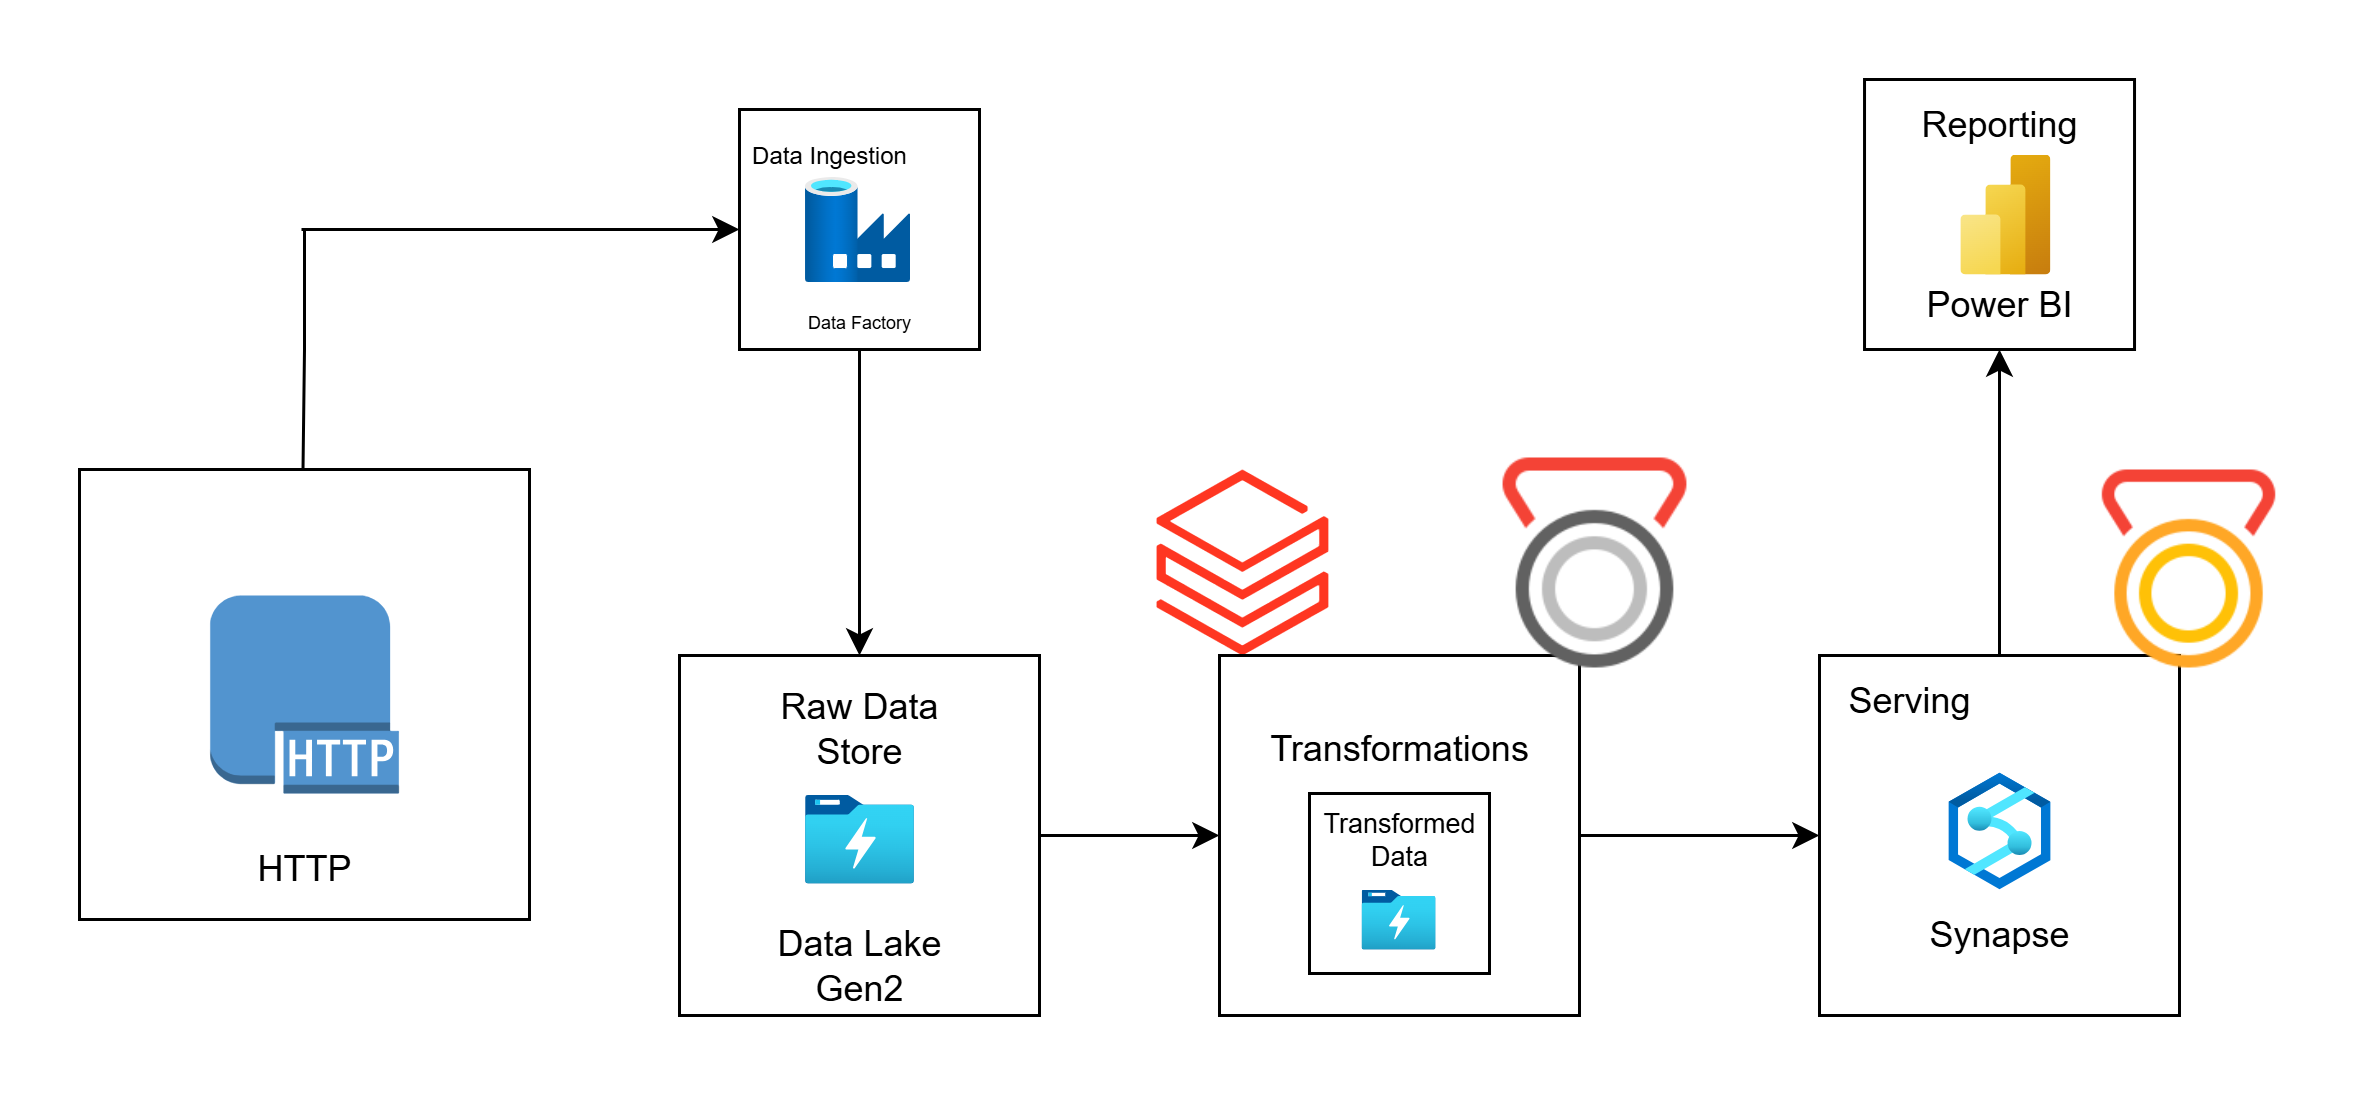 HTTP
HTTP
Data Ingestion
Data Factory
Raw Data
Store
Data Lake
Gen2
Transformations
Transformed
Data
Serving
Synapse
Reporting
Power BI